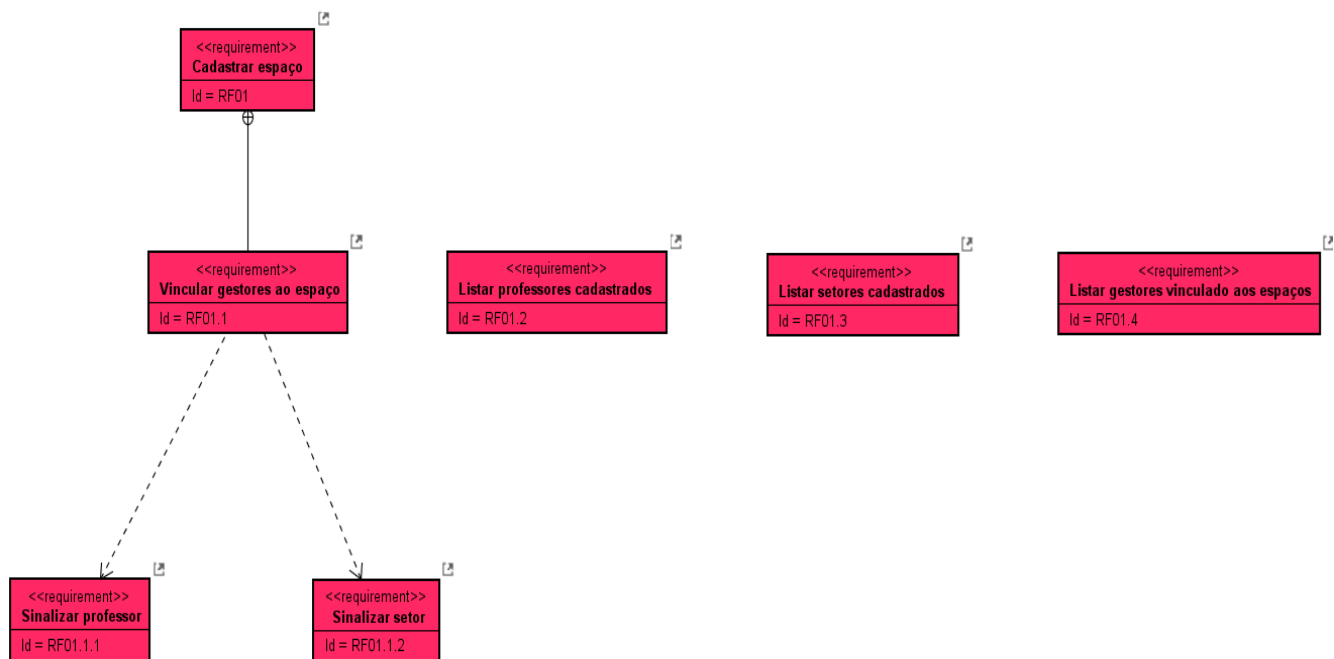 <<requirement>>
Cadastrar espaço
Id = RF01
<<requirement>>
Vincular gestores ao espaço
Id = RF01.1
<<requirement>>
Listar professores cadastrados
Id = RF01.2
<<requirement>>
Listar setores cadastrados
Id = RF01.3
<<requirement>>
Listar gestores vinculado aos espaços
Id = RF01.4
<<requirement>>
Sinalizar professor
Id = RF01.1.1
<<requirement>>
Sinalizar setor
Id = RF01.1.2